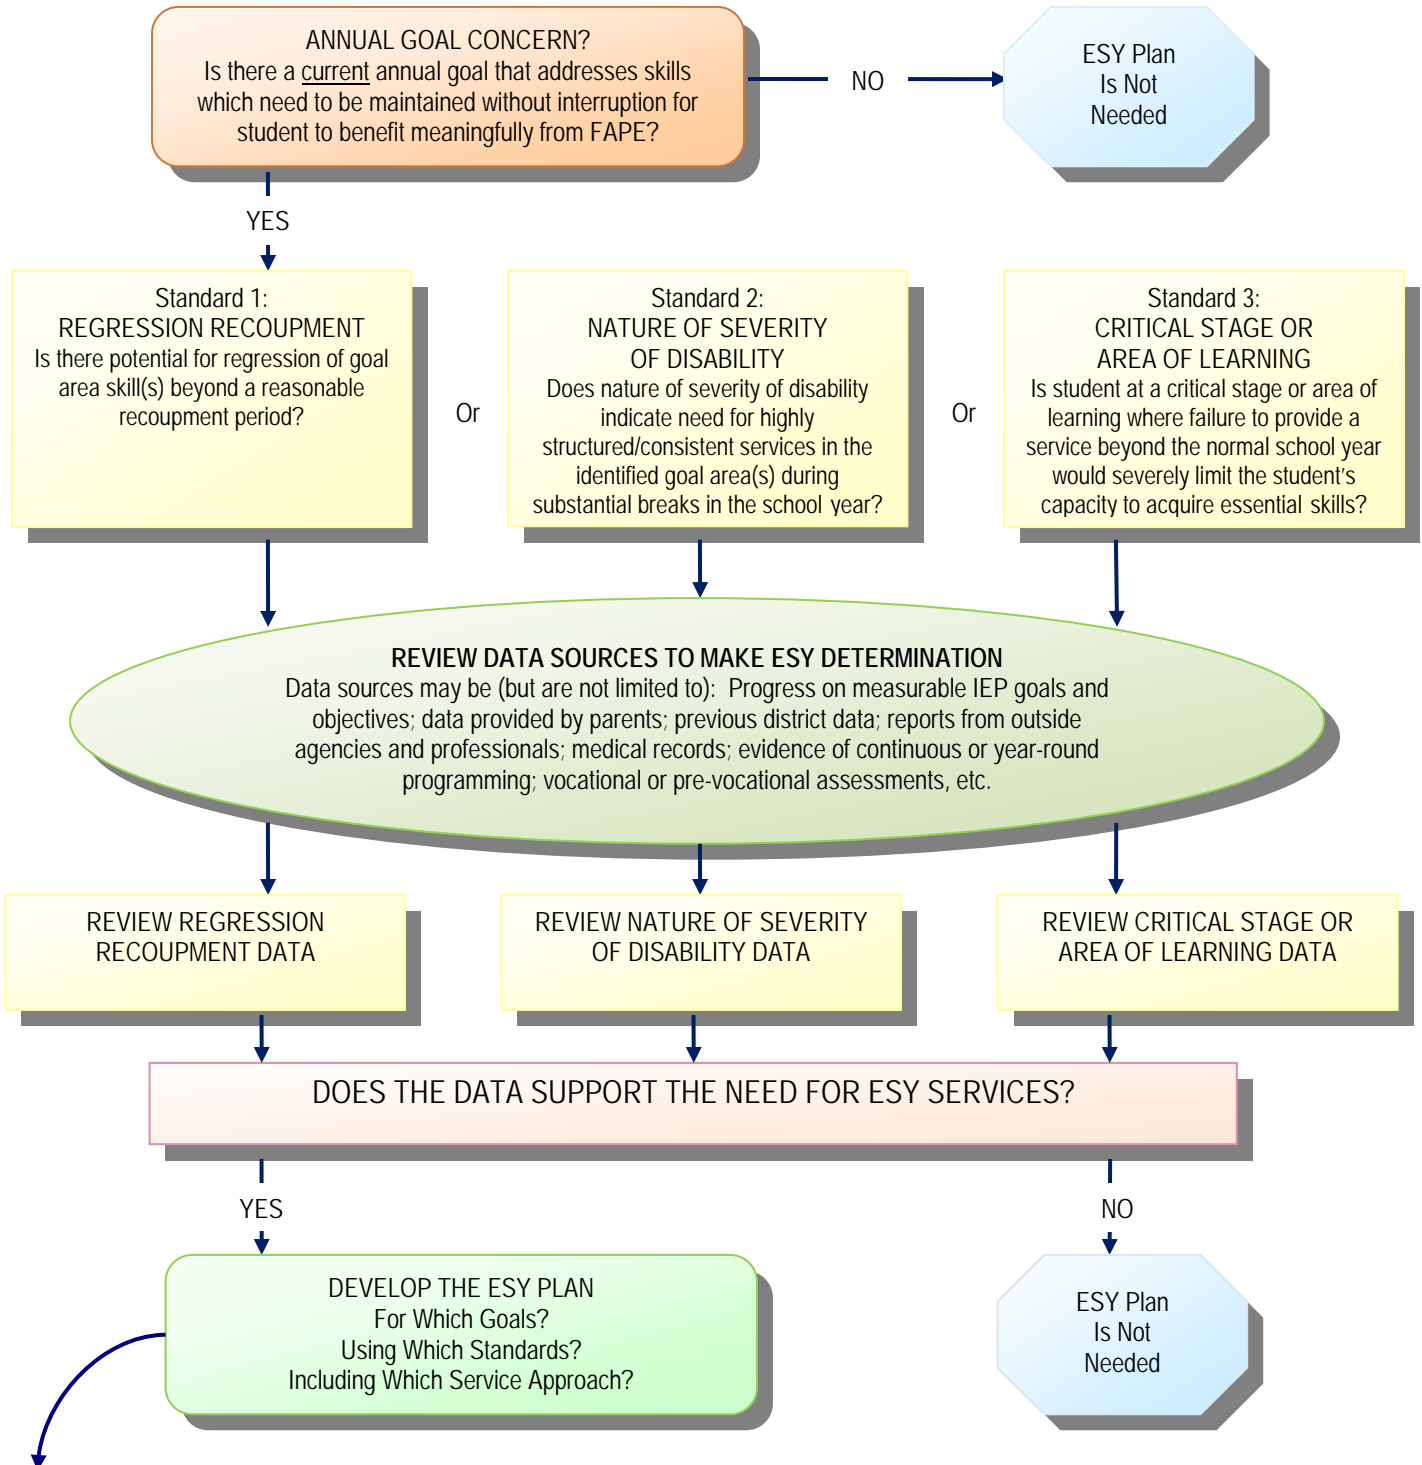 ANNUAL GOAL CONCERN?
Is there a current annual goal that addresses skills
which need to be maintained without interruption for
student to benefit meaningfully from FAPE?
NO
ESY Plan
Is Not
Needed
YES
Standard 1:
REGRESSION RECOUPMENT
Is there potential for regression of goal
area skill(s) beyond a reasonable
recoupment period?
Or
Standard 2:
NATURE OF SEVERITY
OF DISABILITY
Does nature of severity of disability
indicate need for highly
structured/consistent services in the
identified goal area(s) during
substantial breaks in the school year?
Or
Standard 3:
CRITICAL STAGE OR
AREA OF LEARNING
Is student at a critical stage or area of
learning where failure to provide a
service beyond the normal school year
would severely limit the student's
capacity to acquire essential skills?
REVIEW DATA SOURCES TO MAKE ESY DETERMINATION
Data sources may be (but are not limited to): Progress on measurable IEP goals and
objectives; data provided by parents; previous district data; reports from outside
agencies and professionals; medical records; evidence of continuous or year-round
programming; vocational or pre-vocational assessments, etc.
REVIEW REGRESSION
RECOUPMENT DATA
REVIEW NATURE OF SEVERITY
OF DISABILITY DATA
REVIEW CRITICAL STAGE OR
AREA OF LEARNING DATA
DOES THE DATA SUPPORT THE NEED FOR ESY SERVICES?
YES
NO
DEVELOP THE ESY PLAN
For Which Goals?
Using Which Standards?
Including Which Service Approach?
ESY Plan
Is Not
Needed